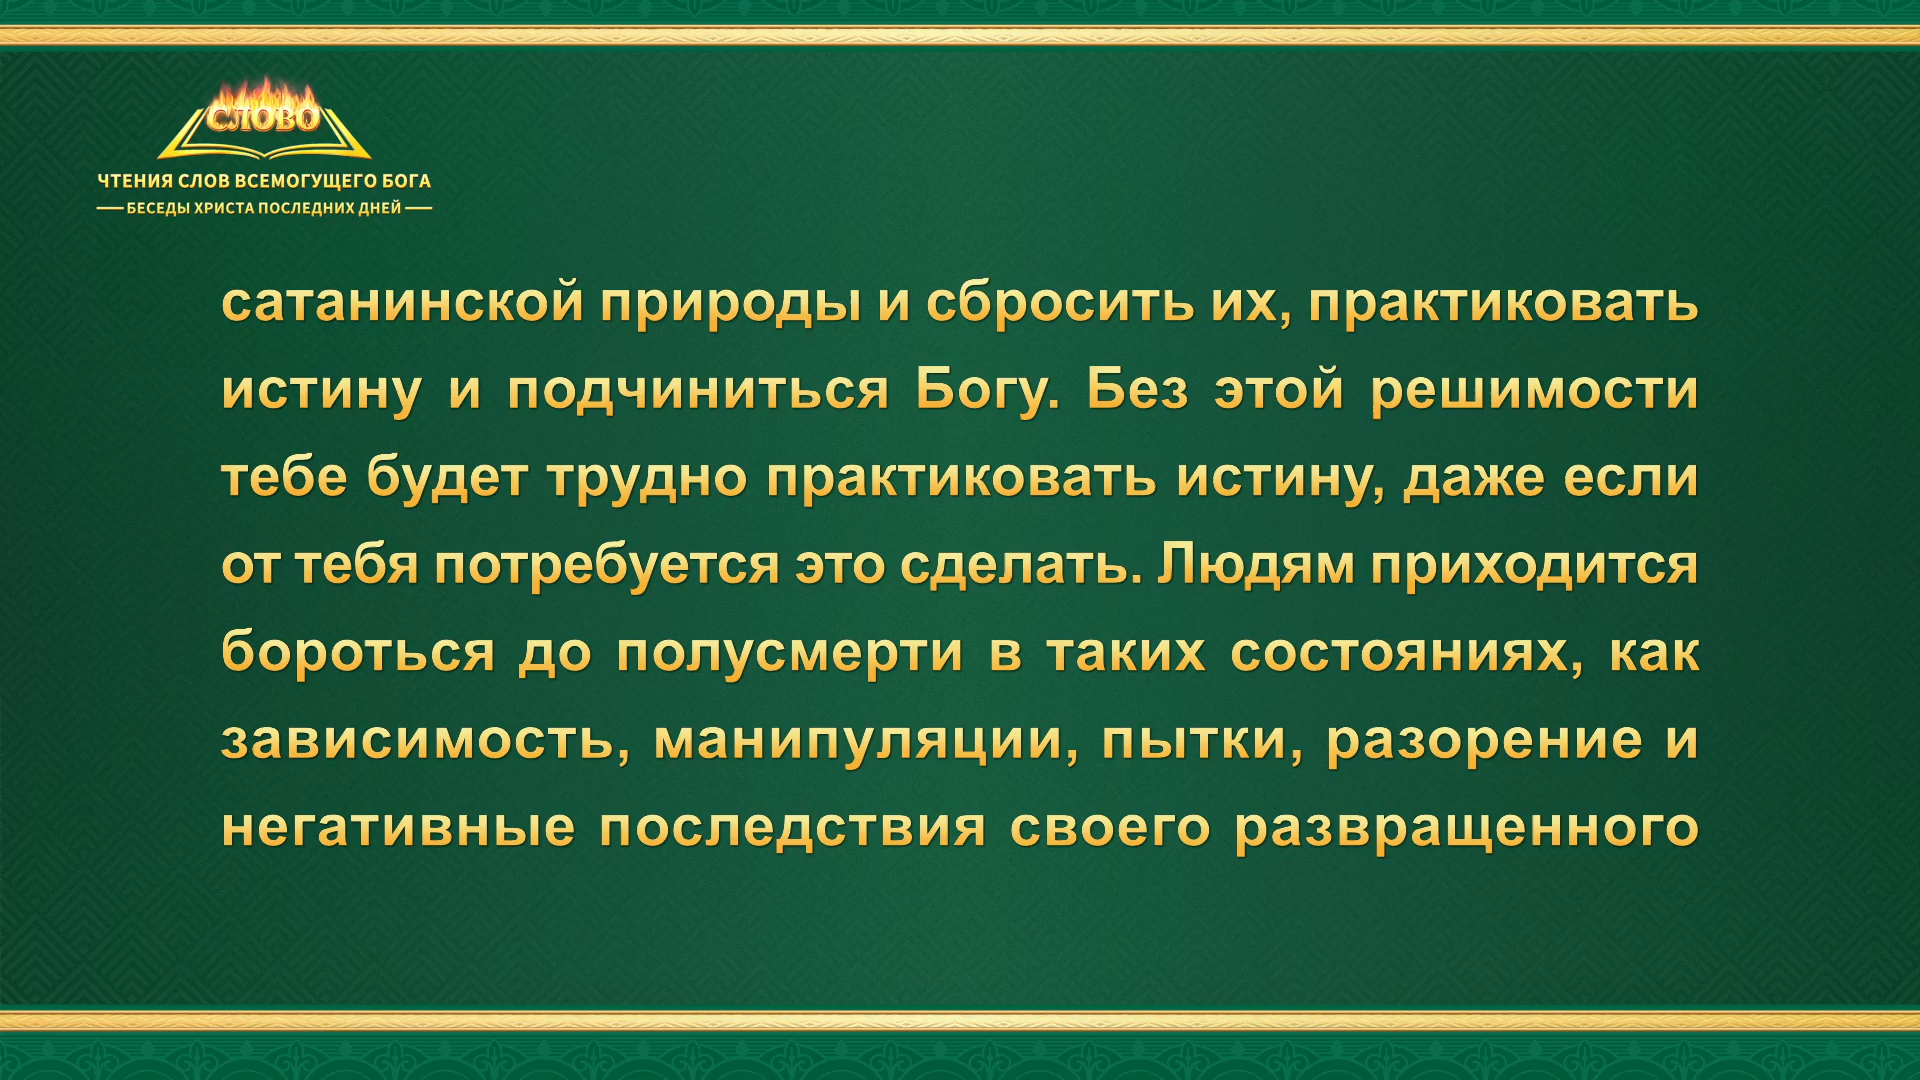 СЛОВО
ЧТЕНИЯ СЛОВ ВСЕМОГУЩЕГО БОГА
БЕСЕДЫ ХРИСТА ПОСЛЕДНИХ ДНЕЙ
сатанинской природы и сбросить их, практиковать
истину и подчиниться Богу. Без этой решимости
тебе будет трудно практиковать истину, даже если
от тебя потребуется это сделать. Людям приходится
бороться до полусмерти в таких состояниях, как
зависимость, манипуляции, пытки, разорение и
негативные последствия своего развращенного